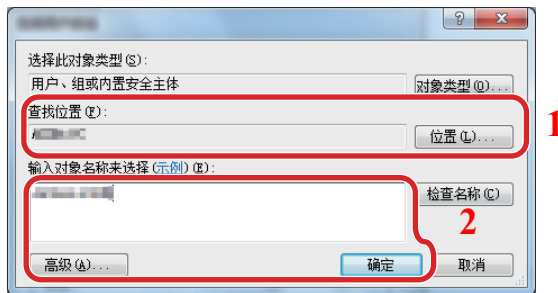 选择此对象类型(S):
用户、组或内置安全主体
对象类型(O)...
查找位置(F):
位置(L)...
1
输入对象名称来选择(示例)(E):
检查名称(C)
2
高级(A)...
确定
取消